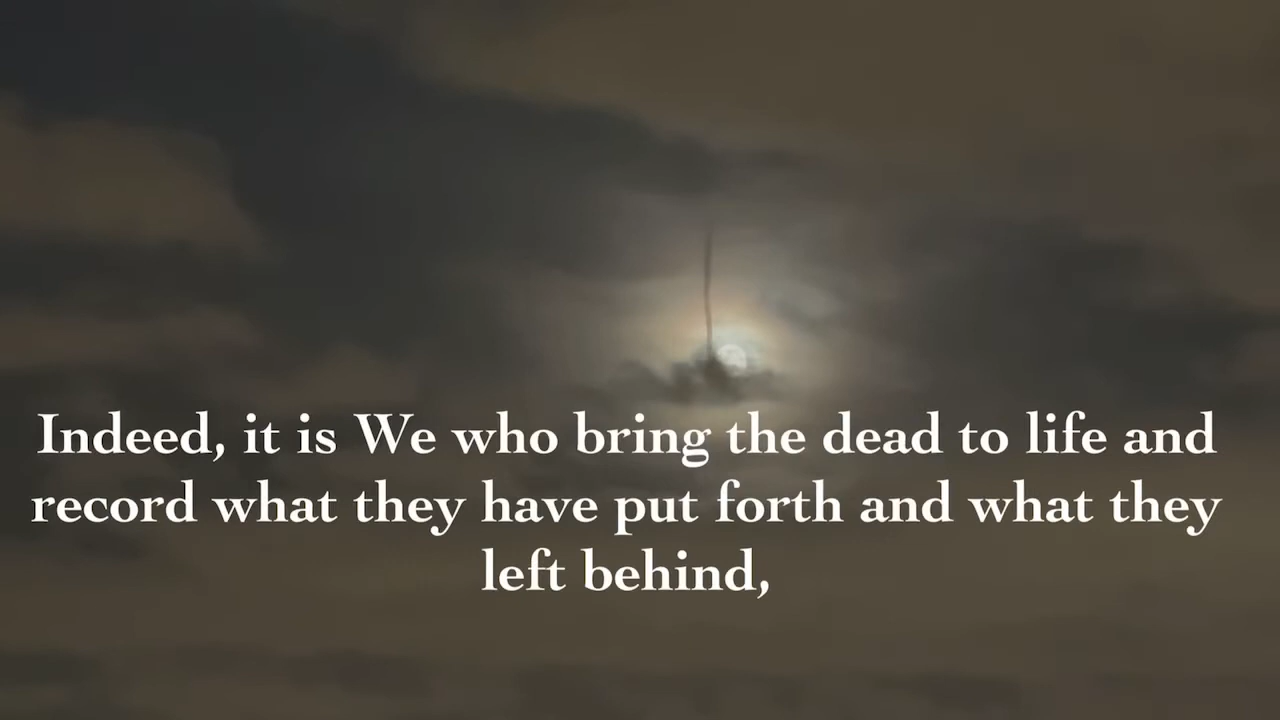 Indeed, it is We who bring the dead to life and
record what they have put forth and what they
left behind,